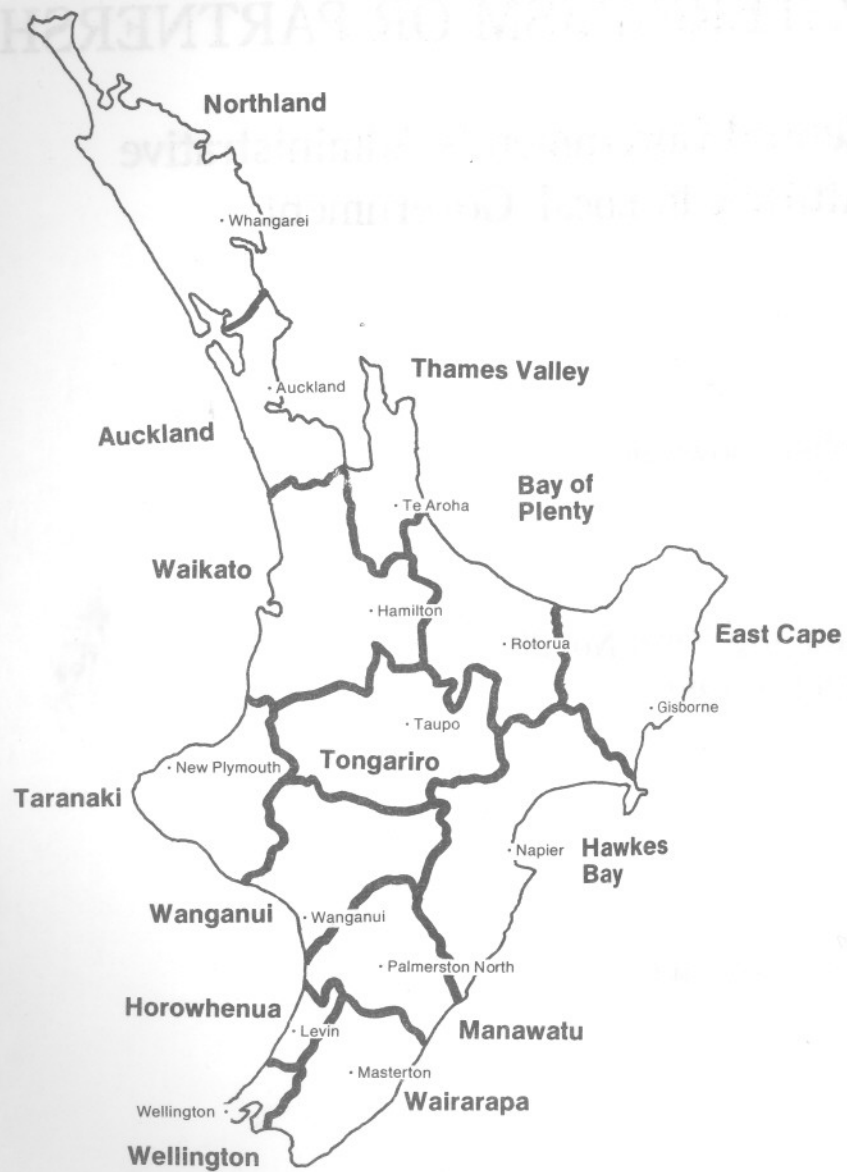 Northland
Whangarei
Auckland
Thames Valley
Auckland
Te Aroha
Bay of
Plenty
Waikato
Hamilton
Rotorua
East Cape
Gisborne
Taupo
New Plymouth
Tongariro
Taranaki
Napier
Hawkes
Bay
Wanganui
Wanganui
Palmerston North
Horowhenua
Levin
Manawatu
Masterton
Wairarapa
Wellington
Wellington